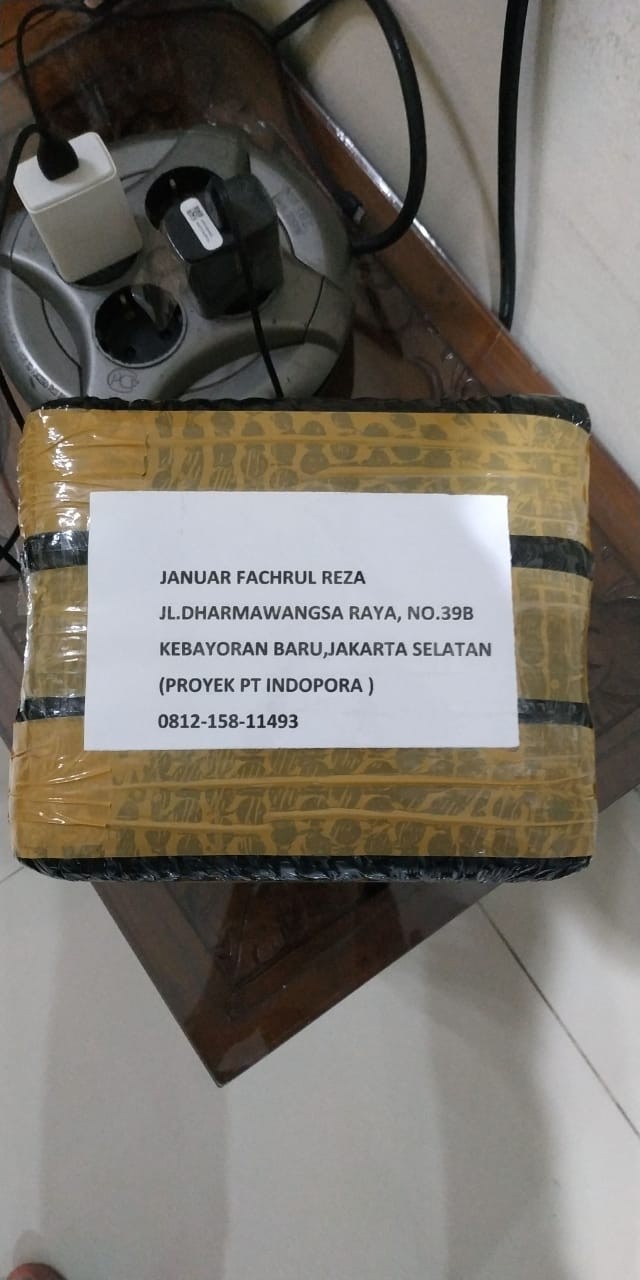 JANUAR FACHRUL REZA
JL.DHARMAWANGSA RAYA, NO.39B
KEBAYORAN BARU,JAKARTA SELATAN
(PROYEK PT INDOPORA )
0812-158-11493